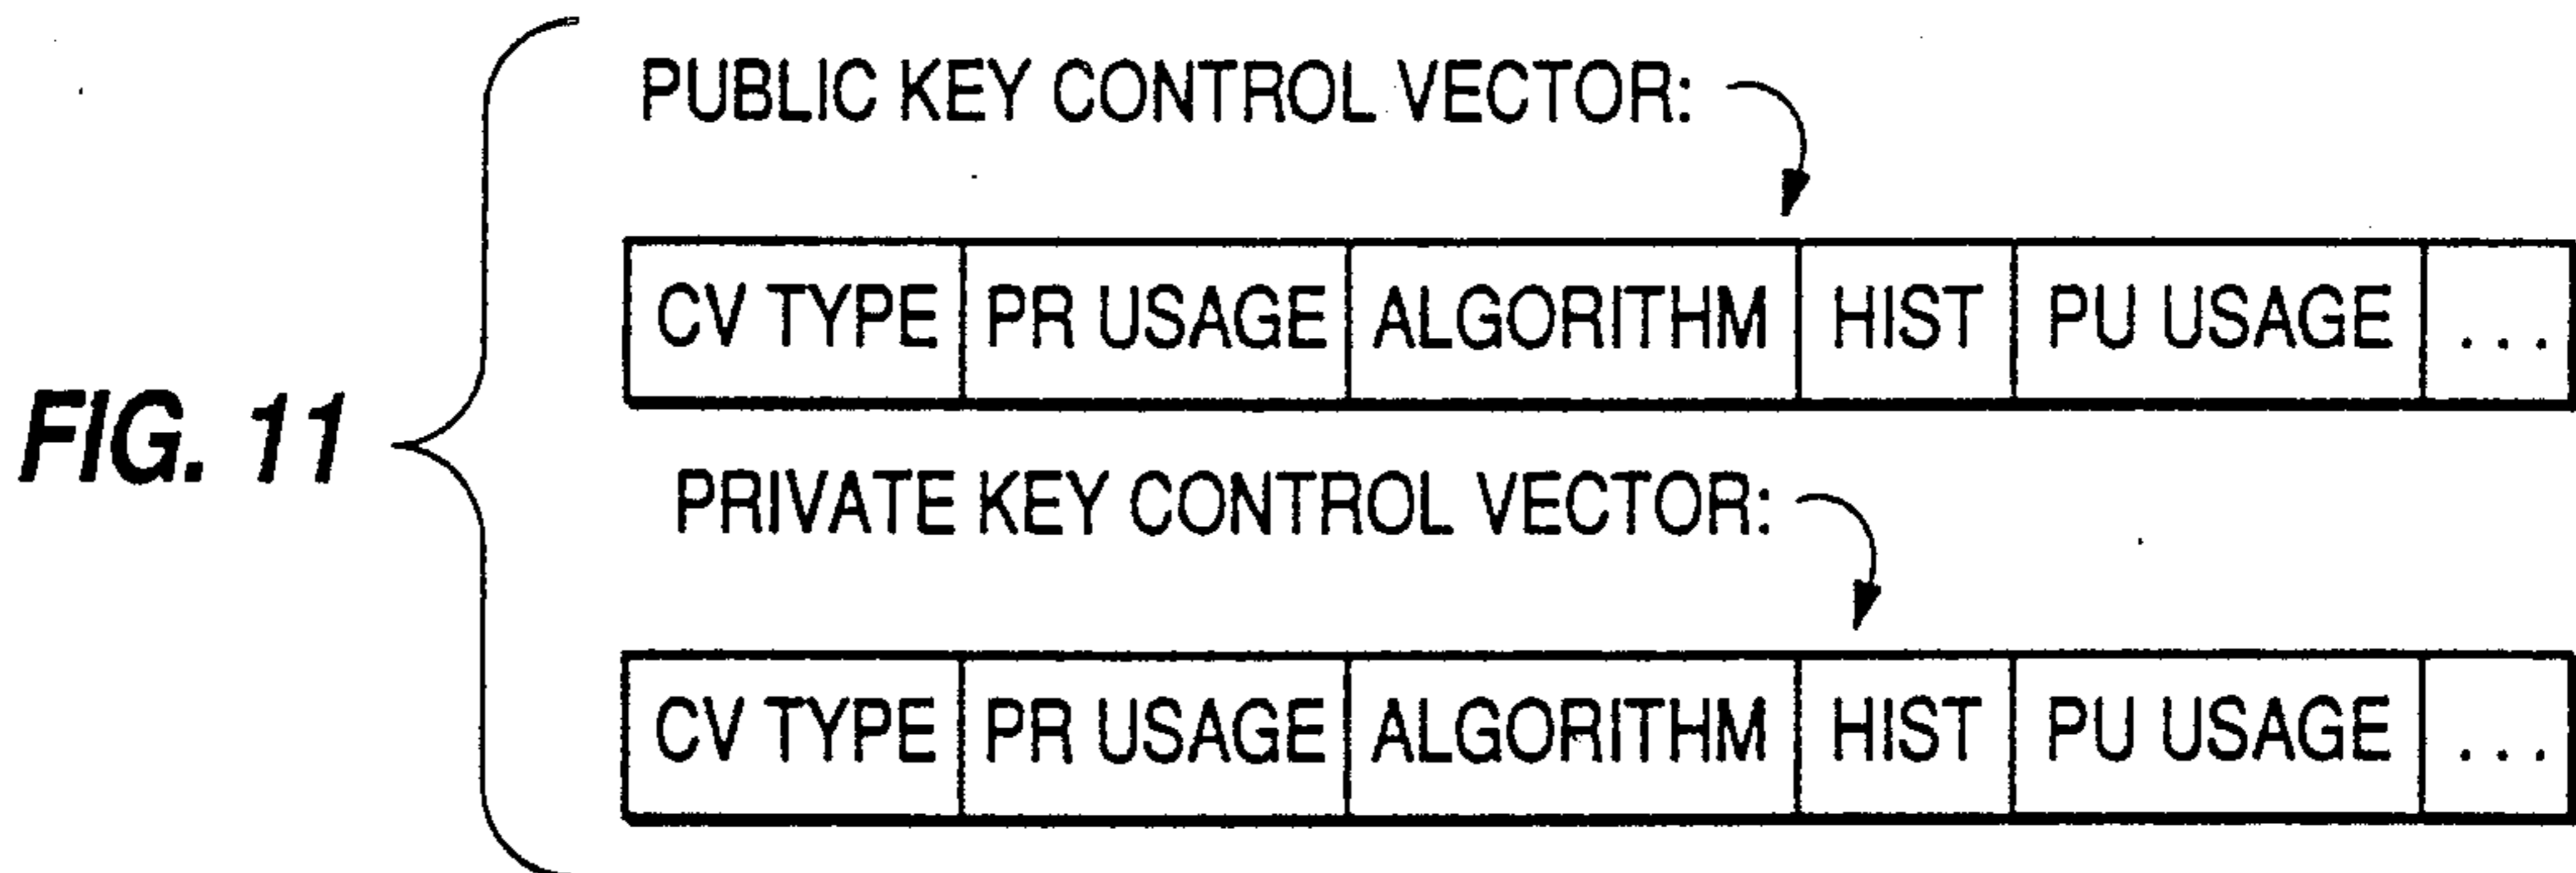 PUBLIC KEY CONTROL VECTOR:
CV TYPE PR USAGE ALGORITHM HIST PU USAGE ...
FIG. 11
PRIVATE KEY CONTROL VECTOR:
CV TYPE PR USAGE ALGORITHM HIST PU USAGE ...